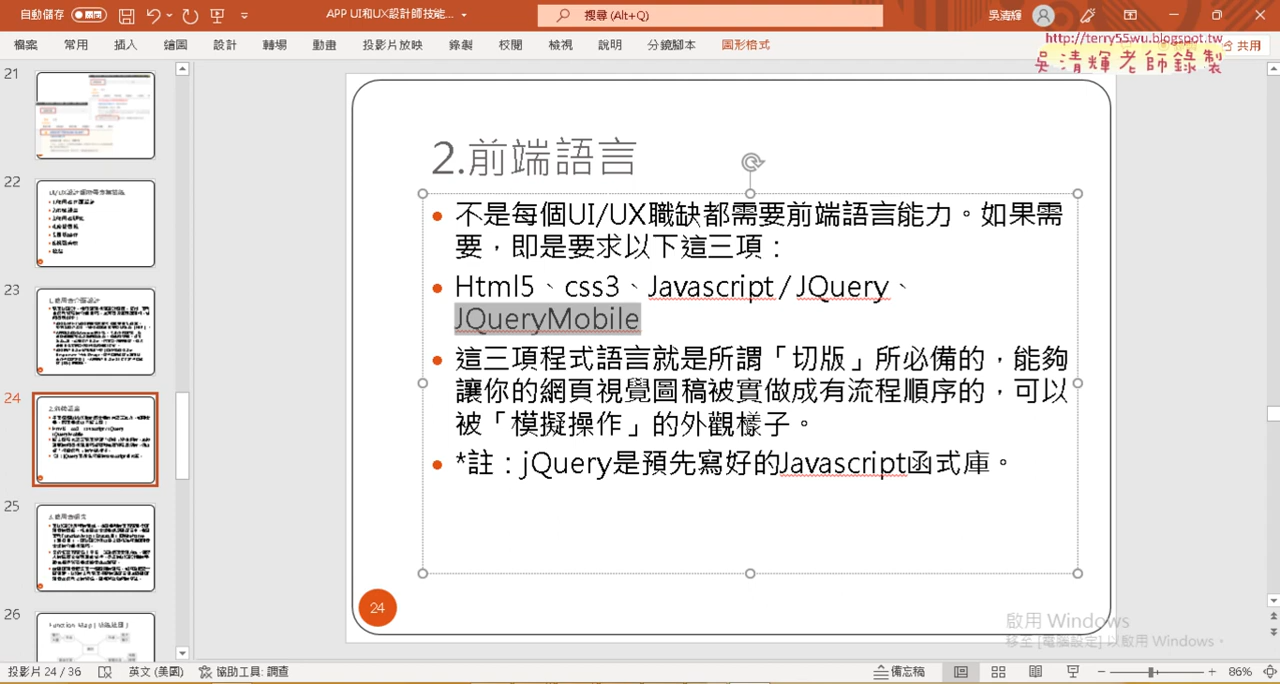 自動儲存 關閉 APP UI和UX設計師技能... 搜尋 (Alt+Q) 吳清輝
檔案 常用 插入 繪圖 設計 轉場 動畫 投影片放映 錄製 校閱 檢視 說明 分鏡腳本 圖形格式 共用
http://terry55wu.blogspot.tw
吳清輝老師錄製
21
22
23
24
25
26
2.前端語言
不是每個UI/UX職缺都需要前端語言能力。如果需
要，即是要求以下這三項：
Html5、css3、Javascript / JQuery、
JQueryMobile
這三項程式語言就是所謂「切版」所必備的，能夠
讓你的網頁視覺圖稿被實做成有流程順序的，可以
被「模擬操作」的外觀樣子。
*註：jQuery是預先寫好的Javascript函式庫。
24
啟用 Windows
移至 [電腦設定] 以啟用 Windows。
投影片 24 / 36 英文 (美國) 協助工具: 調查 備忘稿 86%